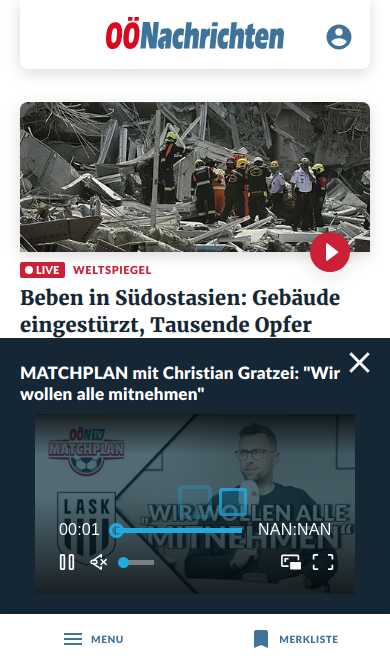 OÖNachrichten
LIVE WELTSPIEGEL
Beben in Südostasien: Gebäude
eingestürzt, Tausende Opfer
MATCHPLAN mit Christian Gratzei: "Wir
wollen alle mitnehmen"
OÖN TV
MATCHPLAN
LASK
„WIR WOLLEN ALLE
MITNEHMEN"
00:01 NAN:NAN
MENU MERKLISTE